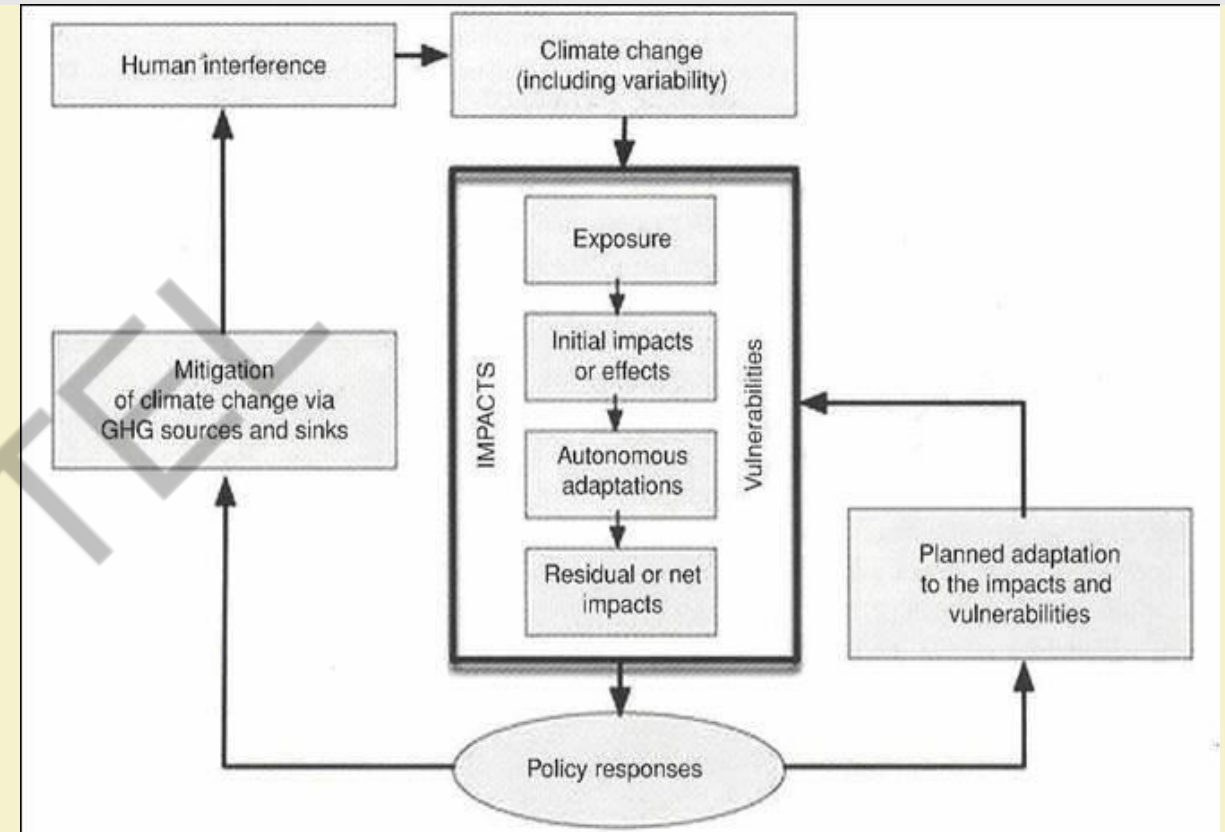 Human interference
Climate change
(including variability)
Exposure
Initial impacts
or effects
IMPACTS
Vulnerabilities
Autonomous
adaptations
Residual or net
impacts
Mitigation
of climate change via
GHG sources and sinks
Planned adaptation
to the impacts and
vulnerabilities
Policy responses
TEL